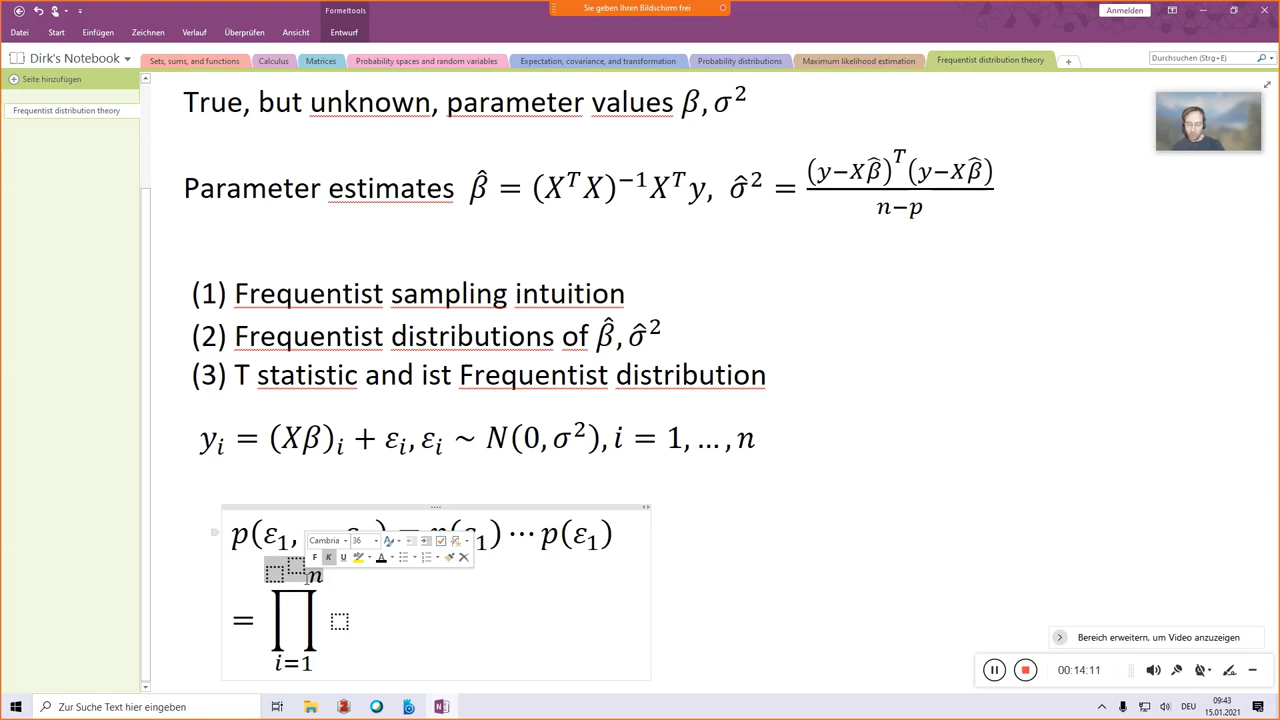 Formeltools
Sie geben Ihren Bildschirm frei
Anmelden
Datei Start Einfügen Zeichnen Verlauf Überprüfen Ansicht Entwurf
Dirk's Notebook
Sets, sums, and functions Calculus Matrices Probability spaces and random variables Expectation, covariance, and transformation Probability distributions Maximum likelihood estimation Frequentist distribution theory
Durchsuchen (Strg+E)
Seite hinzufügen
Frequentist distribution theory
True, but unknown, parameter values β, σ²
Parameter estimates β̂ = (XᵀX)⁻¹Xᵀy, σ̂² = (y−Xβ̂)ᵀ(y−Xβ̂) / n−p
(1) Frequentist sampling intuition
(2) Frequentist distributions of β̂, σ̂²
(3) T statistic and ist Frequentist distribution
yᵢ = (Xβ)ᵢ + εᵢ, εᵢ ~ N(0, σ²), i = 1, … , n
p(ε₁, ₁) ⋯ p(ε₁)
Cambria 36
F K U A
n
= ∏
i=1
Bereich erweitern, um Video anzuzeigen
00:14:11
Zur Suche Text hier eingeben
DEU
09:43
15.01.2021